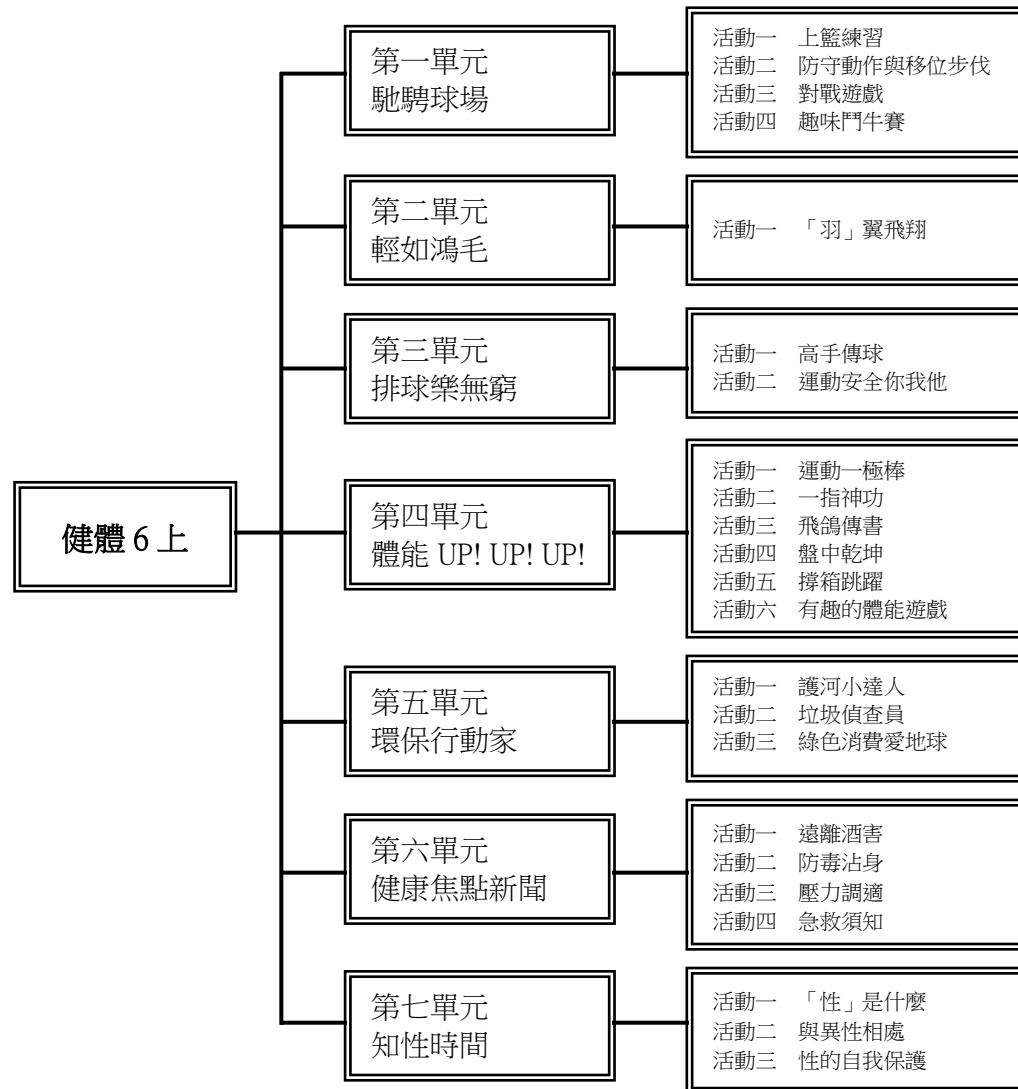 健體 6 上
第一單元
馳騁球場
活動一　上籃練習
活動二　防守動作與移位步伐
活動三　對戰遊戲
活動四　趣味鬥牛賽
第二單元
輕如鴻毛
活動一　「羽」翼飛翔
第三單元
排球樂無窮
活動一　高手傳球
活動二　運動安全你我他
第四單元
體能 UP! UP! UP!
活動一　運動一極棒
活動二　一指神功
活動三　飛鴿傳書
活動四　盤中乾坤
活動五　撐箱跳躍
活動六　有趣的體能遊戲
第五單元
環保行動家
活動一　護河小達人
活動二　垃圾偵查員
活動三　綠色消費愛地球
第六單元
健康焦點新聞
活動一　遠離酒害
活動二　防毒沾身
活動三　壓力調適
活動四　急救須知
第七單元
知性時間
活動一　「性」是什麼
活動二　與異性相處
活動三　性的自我保護